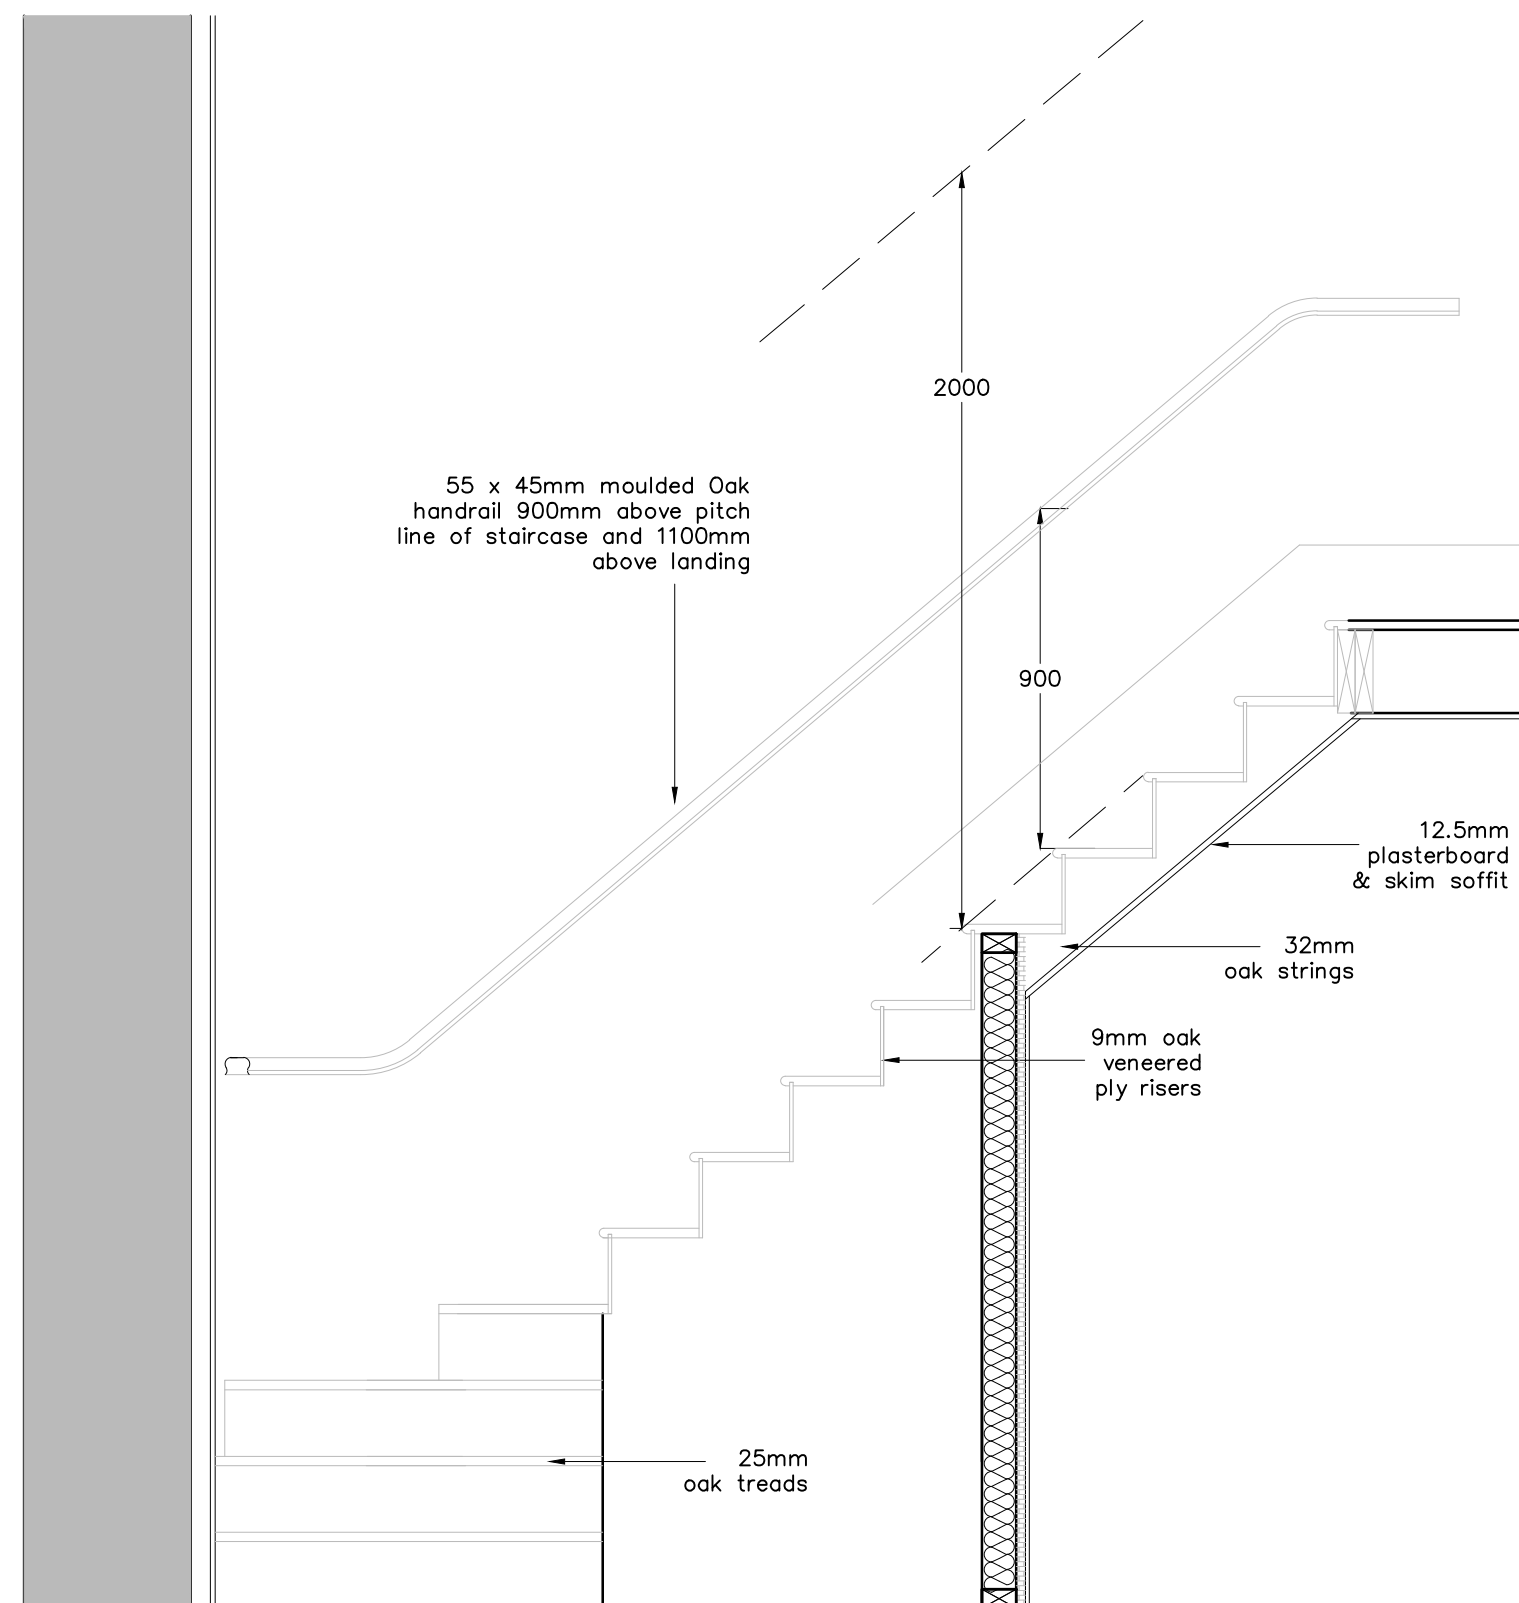 2000
55 x 45mm moulded Oak
handrail 900mm above pitch
line of staircase and 1100mm
above landing
900
12.5mm
plasterboard
& skim soffit
32mm
oak strings
9mm oak
veneered
ply risers
25mm
oak treads